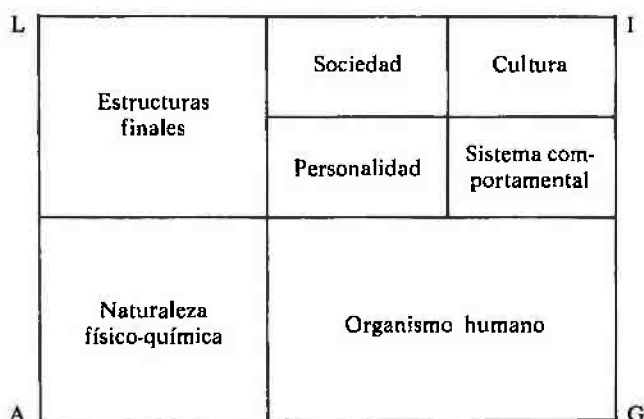 L
I
Sociedad
Cultura
Estructuras
finales
Personalidad
Sistema com-
portamental
Naturaleza
físico-química
Organismo humano
A
G